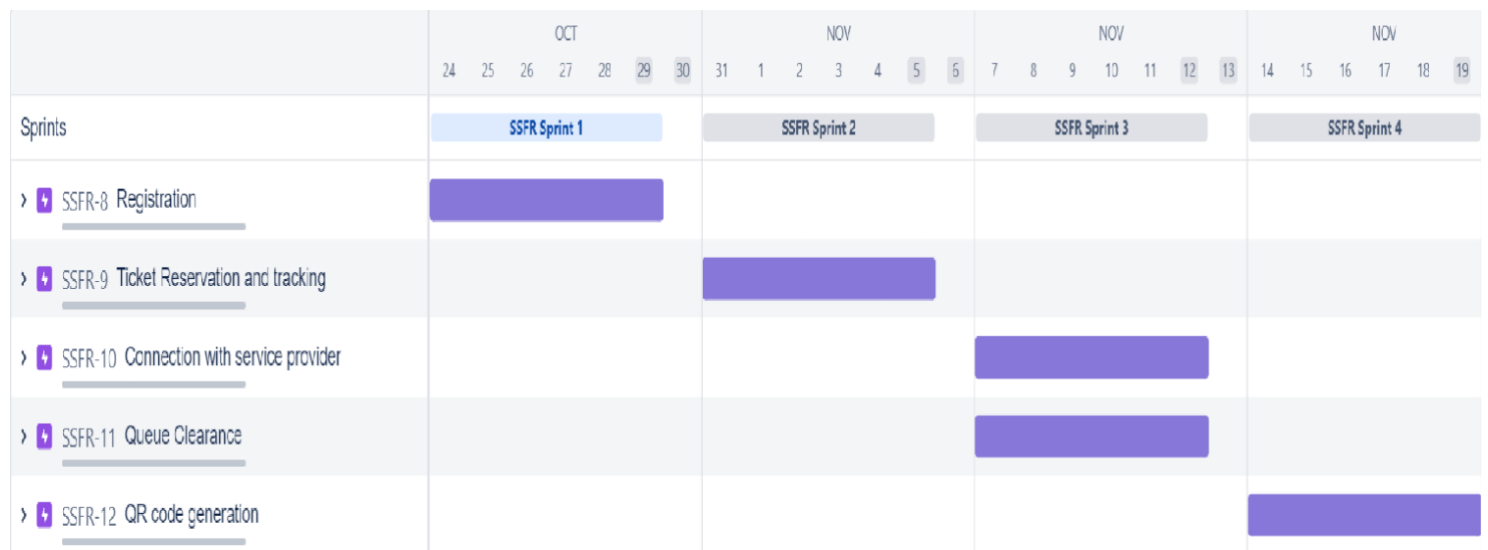 OCT NOV NOV NOV
24 25 26 27 28 29 30 31 1 2 3 4 5 6 7 8 9 10 11 12 13 14 15 16 17 18 19
Sprints SSFR Sprint 1 SSFR Sprint 2 SSFR Sprint 3 SSFR Sprint 4
SSFR-8 Registration
SSFR-9 Ticket Reservation and tracking
SSFR-10 Connection with service provider
SSFR-11 Queue Clearance
SSFR-12 QR code generation